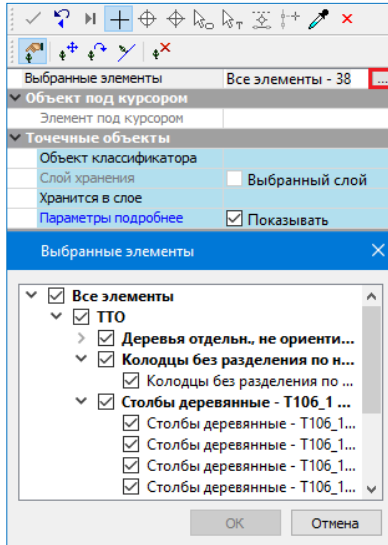 Выбранные элементы Все элементы - 38 ...
Объект под курсором
Элемент под курсором
Точечные объекты
Объект классификатора
Слой хранения Выбранный слой
Хранится в слое
Параметры подробнее Показывать
Выбранные элементы
Все элементы
ТТО
Деревья отдельн., не ориенти...
Колодцы без разделения по н...
Колодцы без разделения по ...
Столбы деревянные - Т106_1 ...
Столбы деревянные - Т106_1...
Столбы деревянные - Т106_1...
Столбы деревянные - Т106_1...
Столбы деревянные - Т106_1...
OK Отмена